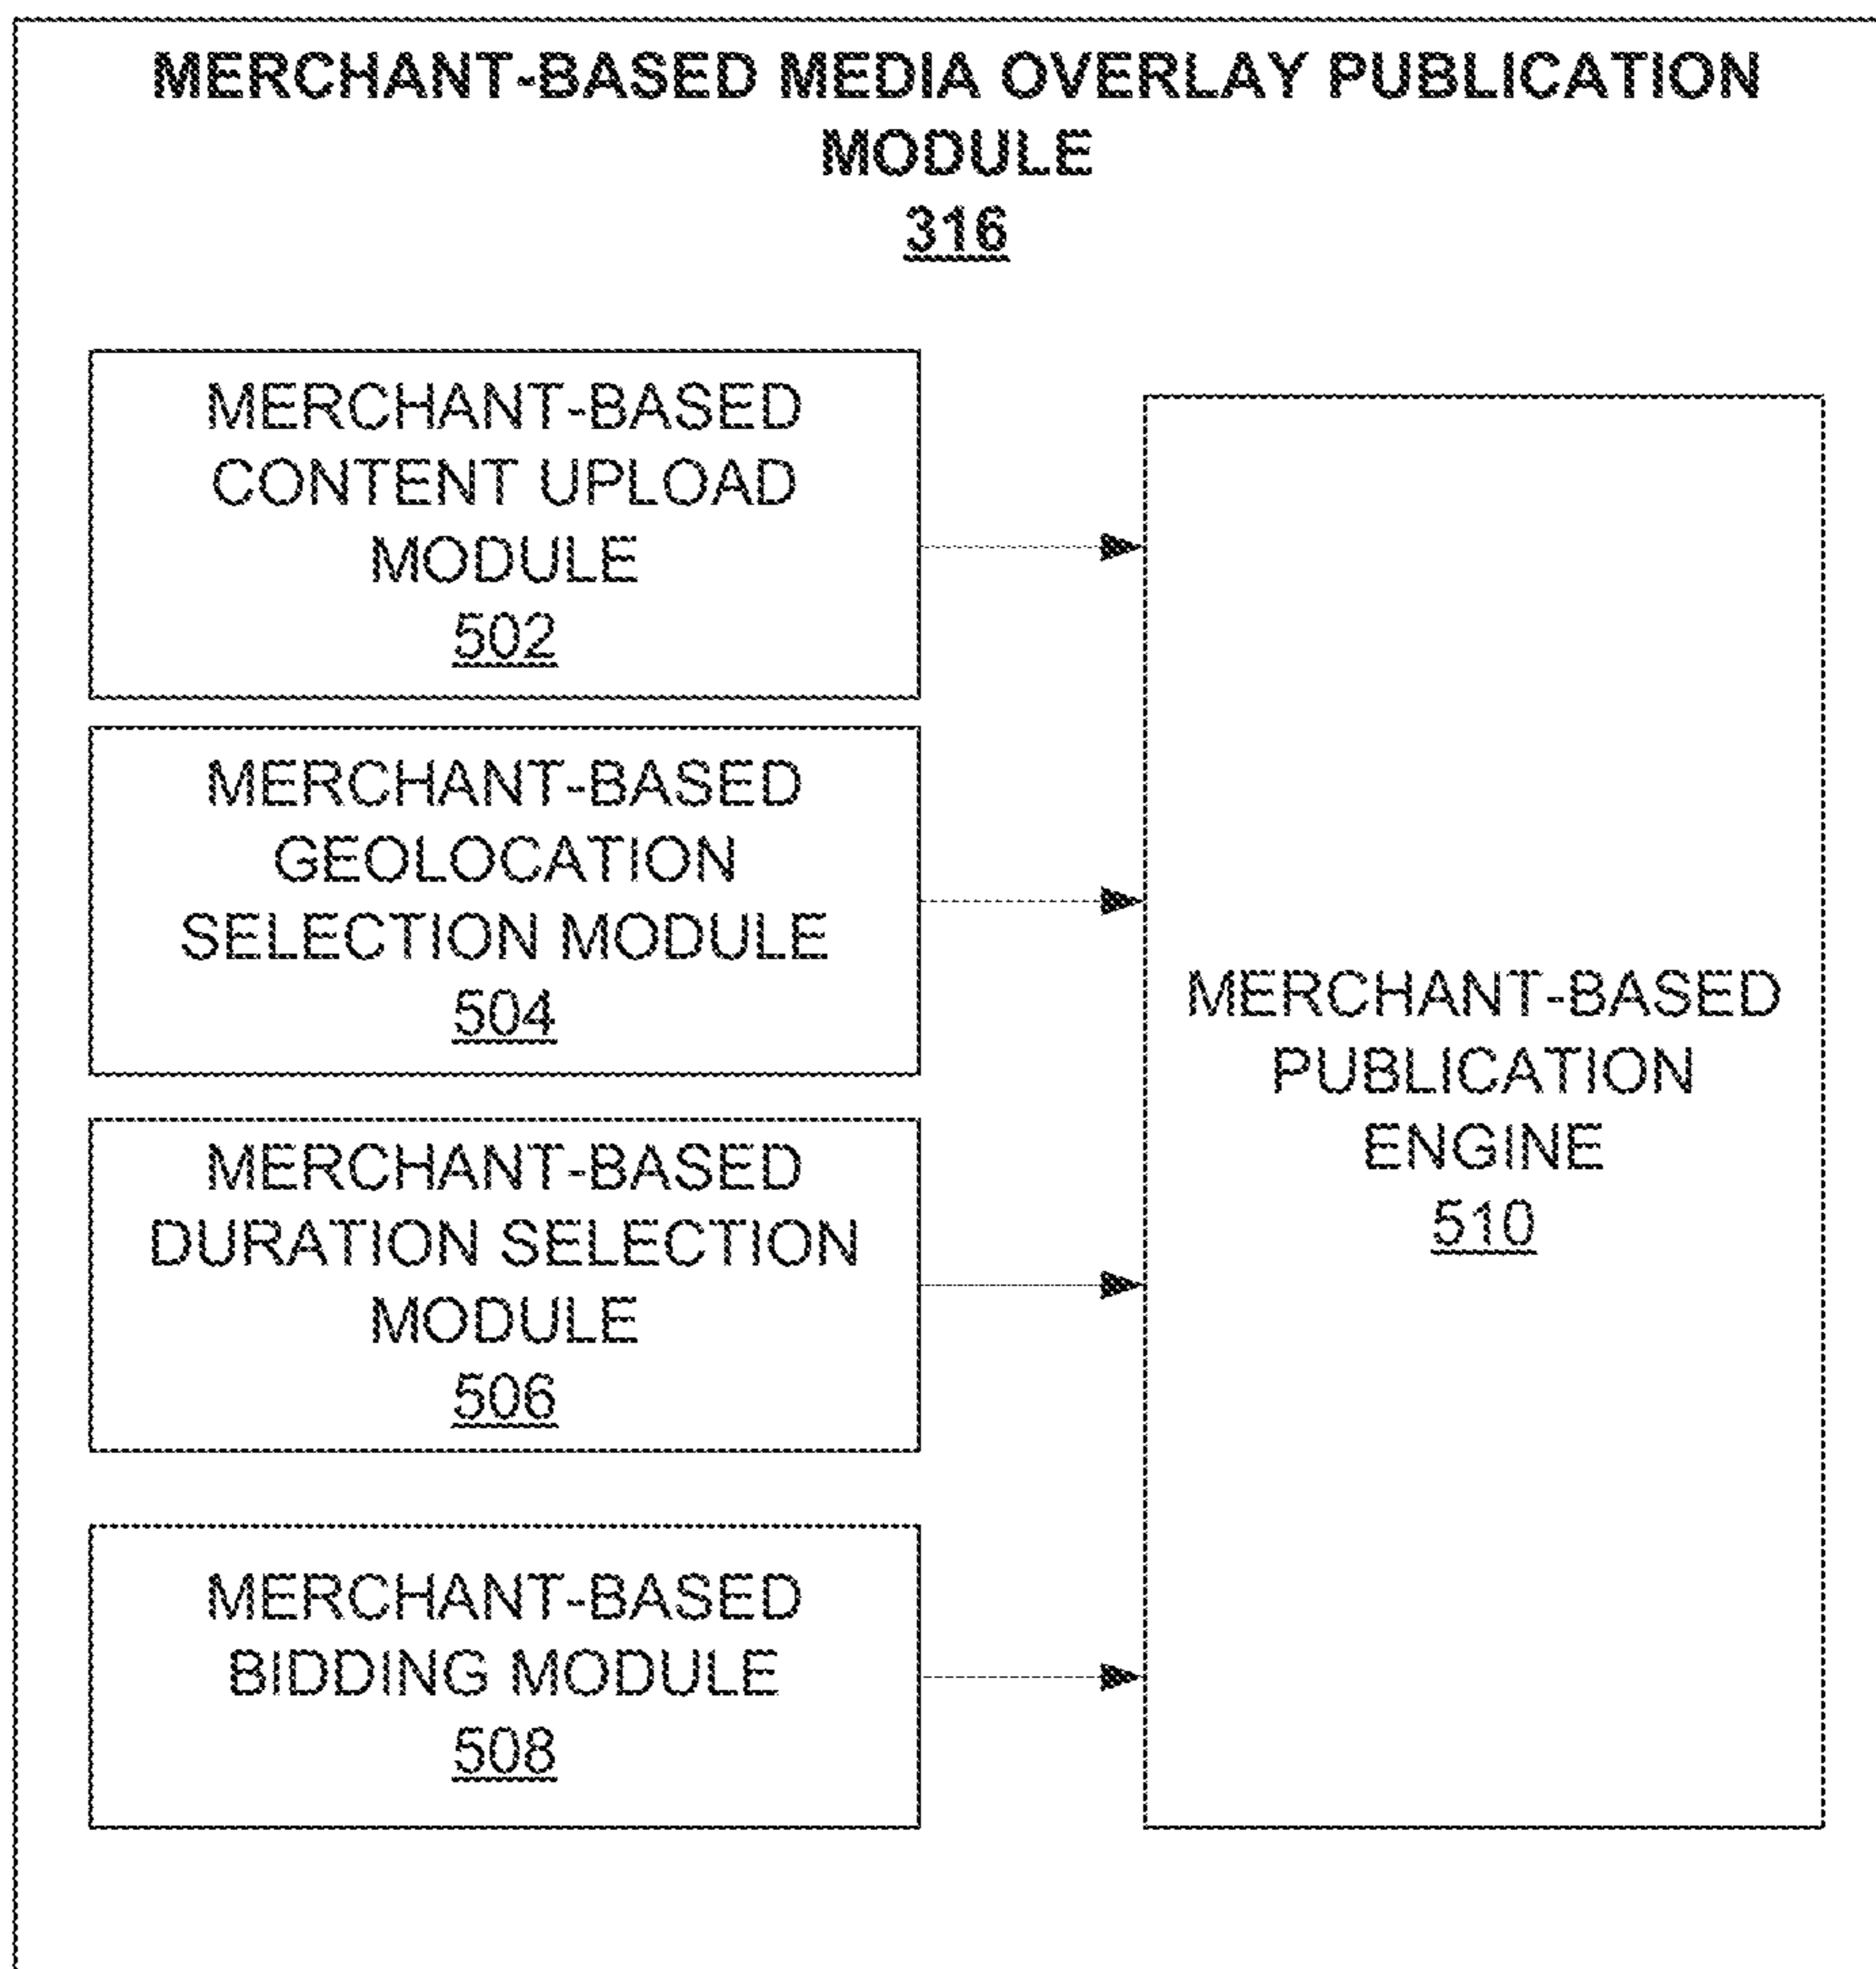 MERCHANT-BASED MEDIA OVERLAY PUBLICATION
MODULE
316
MERCHANT-BASED
CONTENT UPLOAD
MODULE
502
MERCHANT-BASED
GEOLOCATION
SELECTION MODULE
504
MERCHANT-BASED
DURATION SELECTION
MODULE
506
MERCHANT-BASED
BIDDING MODULE
508
MERCHANT-BASED
PUBLICATION
ENGINE
510